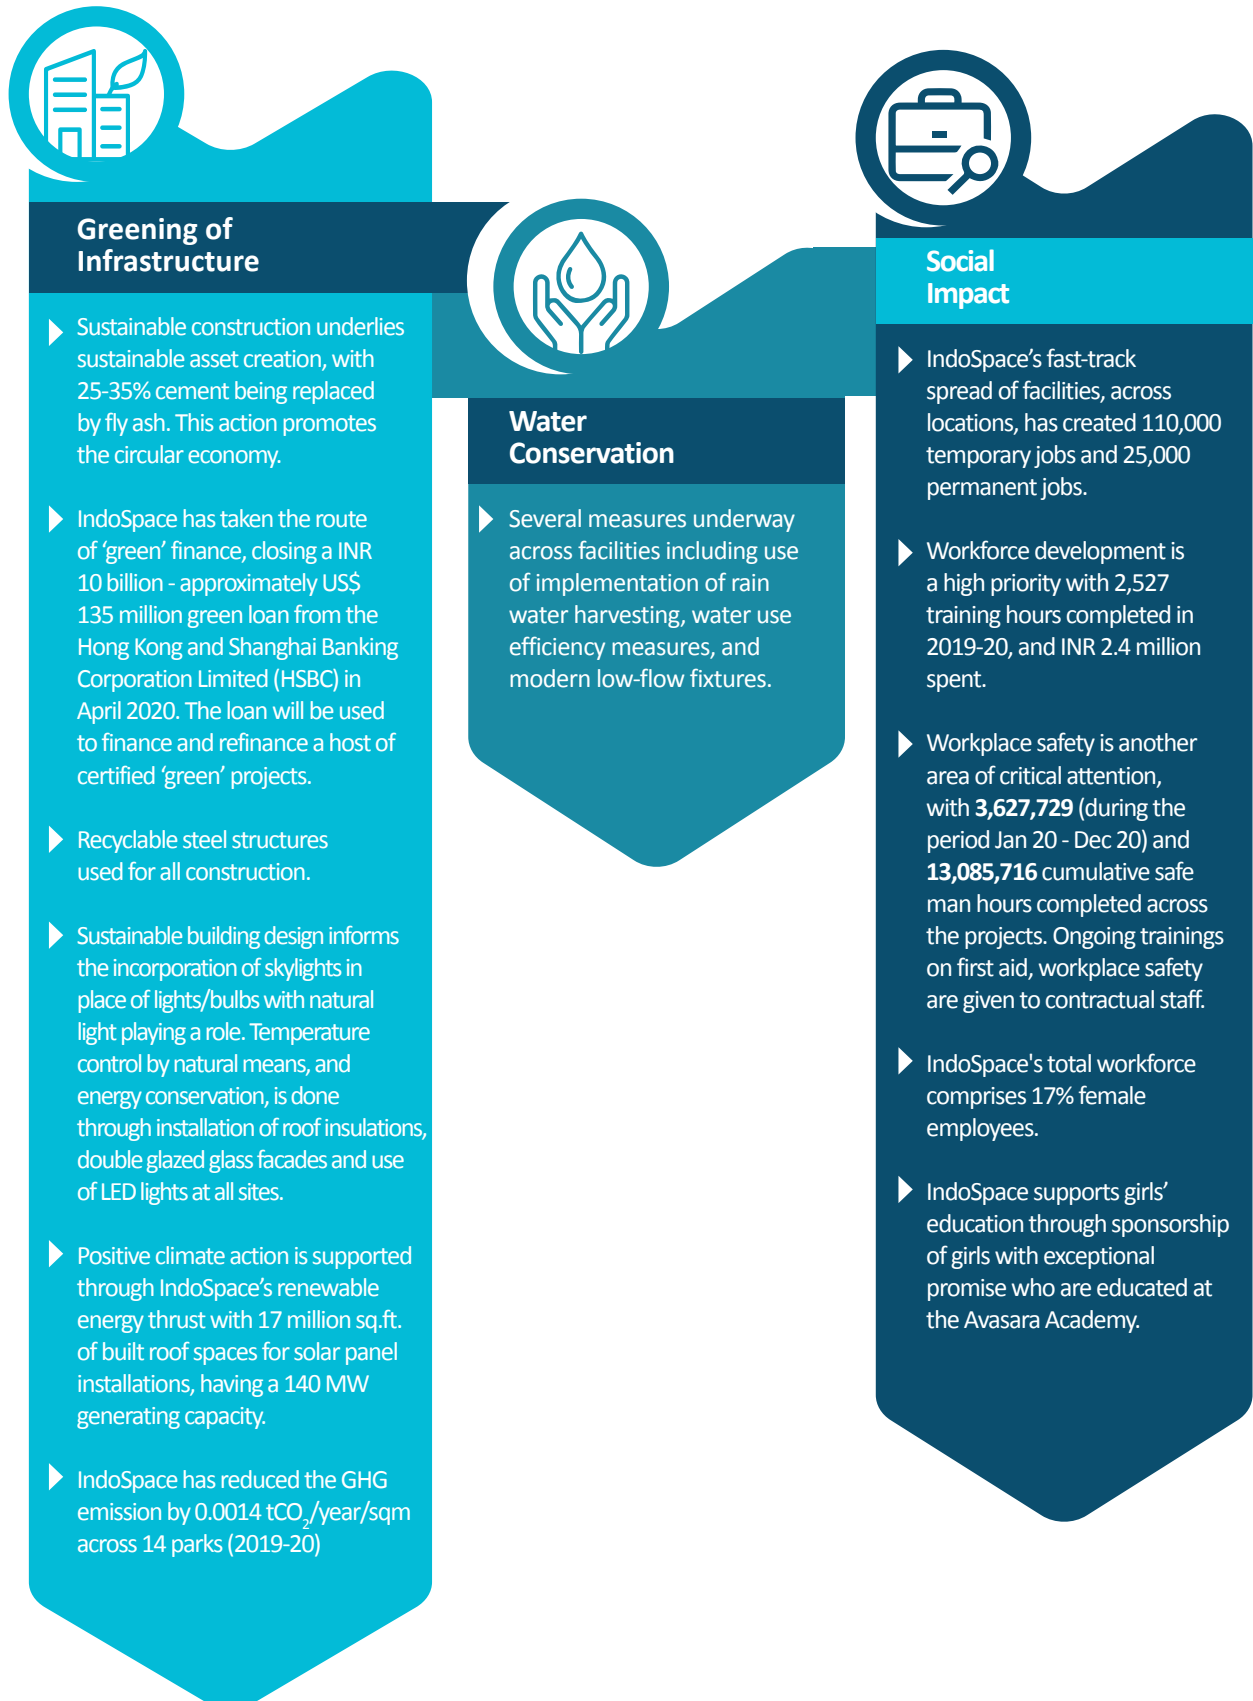 Greening of
Infrastructure
Sustainable construction underlies
sustainable asset creation, with
25-35% cement being replaced
by fly ash. This action promotes
the circular economy.
IndoSpace has taken the route
of ‘green’ finance, closing a INR
10 billion - approximately US$
135 million green loan from the
Hong Kong and Shanghai Banking
Corporation Limited (HSBC) in
April 2020. The loan will be used
to finance and refinance a host of
certified ‘green’ projects.
Recyclable steel structures
used for all construction.
Sustainable building design informs
the incorporation of skylights in
place of lights/bulbs with natural
light playing a role. Temperature
control by natural means, and
energy conservation, is done
through installation of roof insulations,
double glazed glass facades and use
of LED lights at all sites.
Positive climate action is supported
through IndoSpace’s renewable
energy thrust with 17 million sq.ft.
of built roof spaces for solar panel
installations, having a 140 MW
generating capacity.
IndoSpace has reduced the GHG
emission by 0.0014 tCO₂/year/sqm
across 14 parks (2019-20)
Water
Conservation
Several measures underway
across facilities including use
of implementation of rain
water harvesting, water use
efficiency measures, and
modern low-flow fixtures.
Social
Impact
IndoSpace’s fast-track
spread of facilities, across
locations, has created 110,000
temporary jobs and 25,000
permanent jobs.
Workforce development is
a high priority with 2,527
training hours completed in
2019-20, and INR 2.4 million
spent.
Workplace safety is another
area of critical attention,
with 3,627,729 (during the
period Jan 20 - Dec 20) and
13,085,716 cumulative safe
man hours completed across
the projects. Ongoing trainings
on first aid, workplace safety
are given to contractual staff.
IndoSpace's total workforce
comprises 17% female
employees.
IndoSpace supports girls’
education through sponsorship
of girls with exceptional
promise who are educated at
the Avasara Academy.